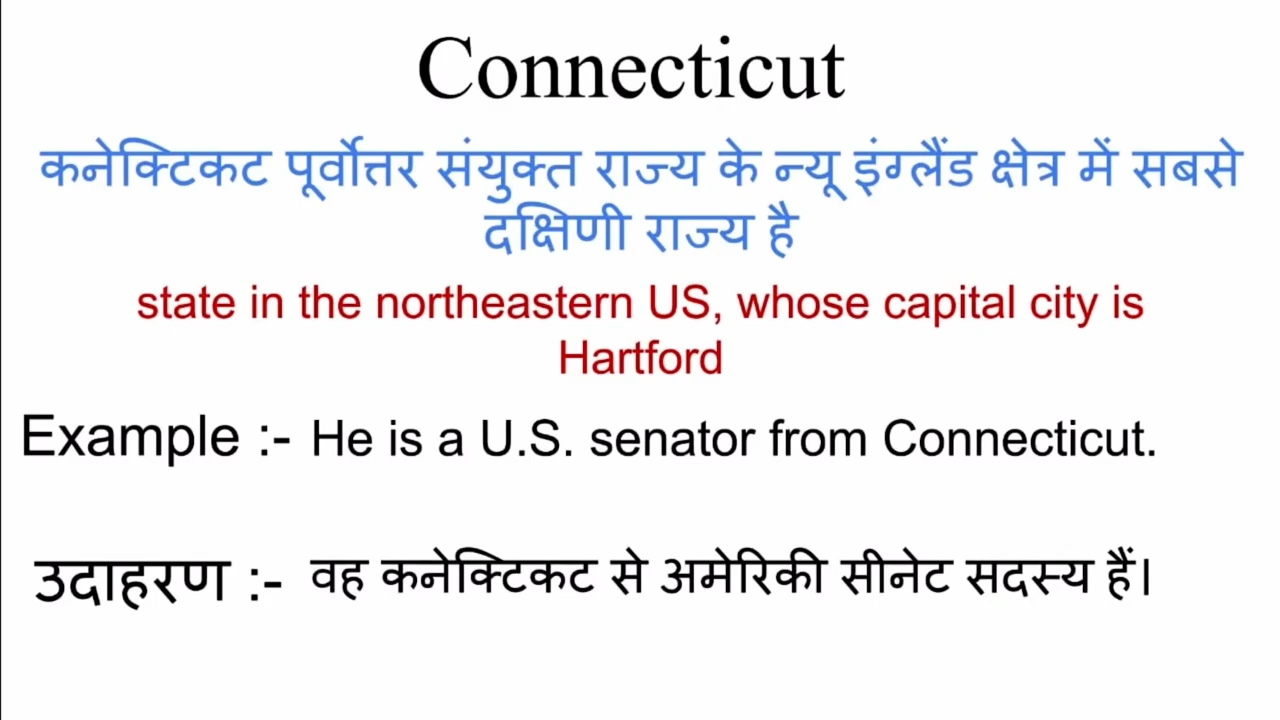 Connecticut
कनेक्टिकट पूर्वोत्तर संयुक्त राज्य के न्यू इंग्लैंड क्षेत्र में सबसे
दक्षिणी राज्य है
state in the northeastern US, whose capital city is
Hartford
Example :- He is a U.S. senator from Connecticut.
उदाहरण :- वह कनेक्टिकट से अमेरिकी सीनेट सदस्य हैं।